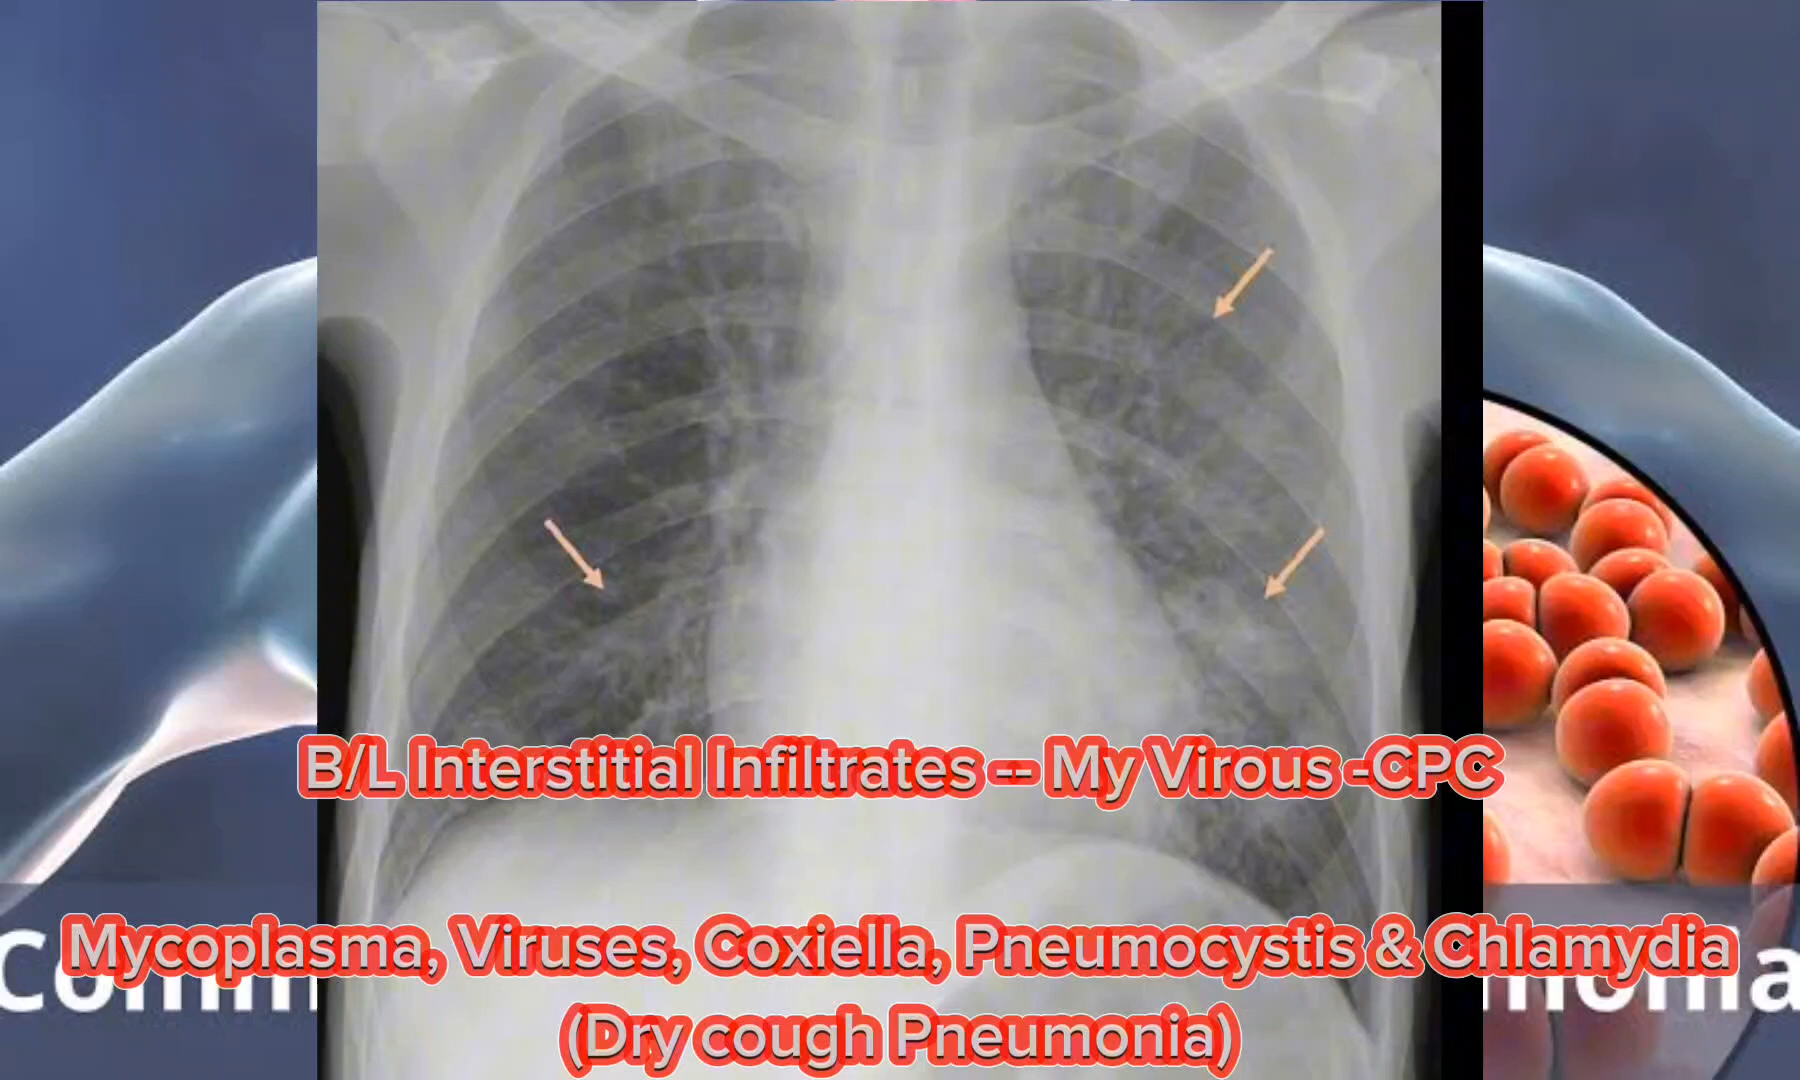 B/L Interstitial Infiltrates -- My Virous -CPC
Mycoplasma, Viruses, Coxiella, Pneumocystis & Chlamydia
(Dry cough Pneumonia)